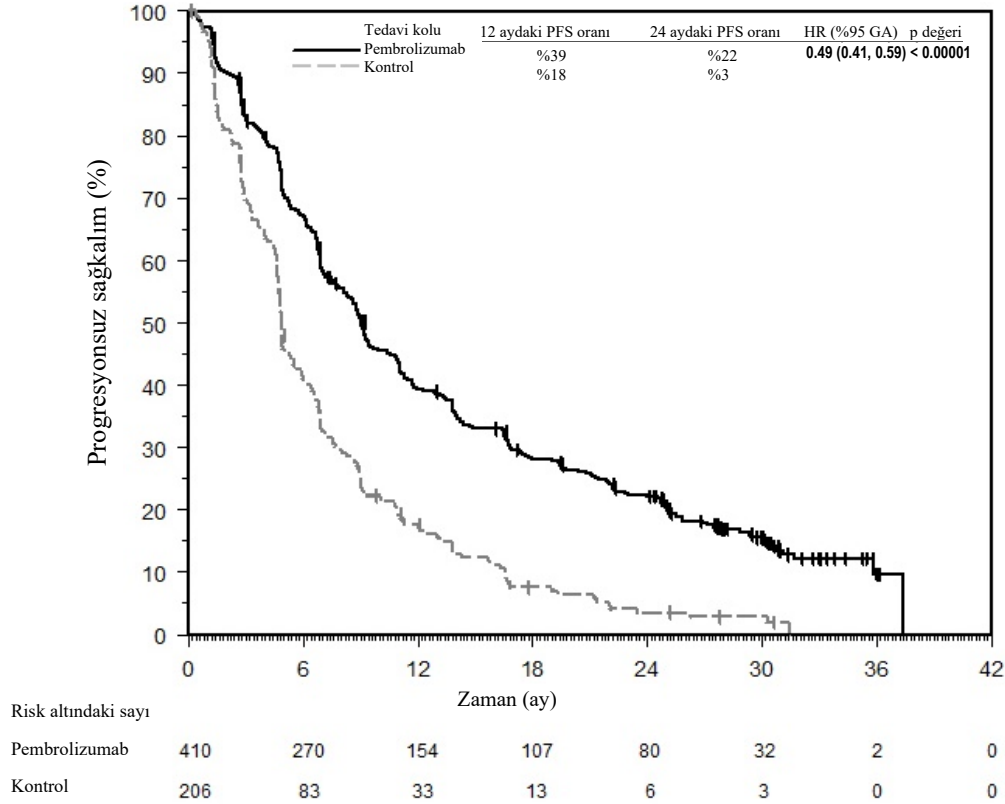 Tedavi kolu 12 aydaki PFS oranı 24 aydaki PFS oranı HR (%95 GA) p değeri
Pembrolizumab %39 %22 0.49 (0.41, 0.59) < 0.00001
Kontrol %18 %3
Progresyonsuz sağkalım (%)
100
90
80
70
60
50
40
30
20
10
0
0 6 12 18 24 30 36 42
Zaman (ay)
Risk altındaki sayı
Pembrolizumab 410 270 154 107 80 32 2 0
Kontrol 206 83 33 13 6 3 0 0